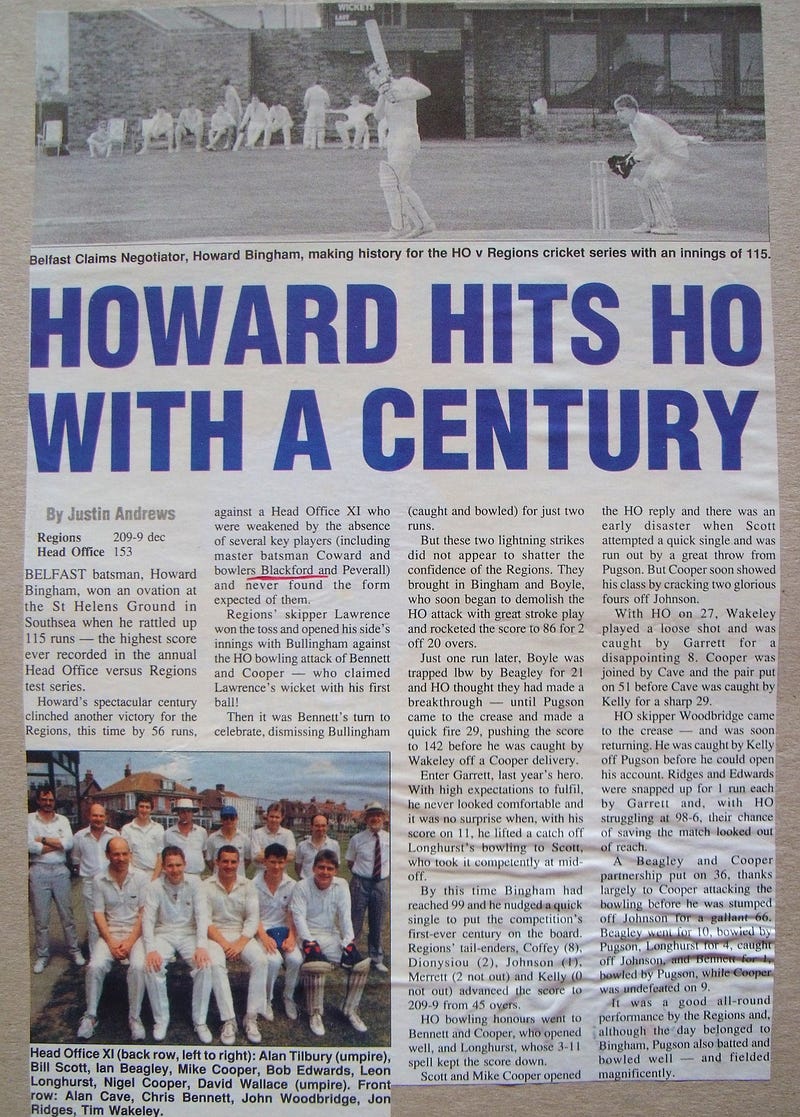 WICKETS
LAST
INNINGS
Belfast Claims Negotiator, Howard Bingham, making history for the HO v Regions cricket series with an innings of 115.
HOWARD HITS HO
WITH A CENTURY
By Justin Andrews
Regions 209-9 dec
Head Office 153
BELFAST batsman, Howard
Bingham, won an ovation at
the St Helens Ground in
Southsea when he rattled up
115 runs — the highest score
ever recorded in the annual
Head Office versus Regions
test series.
Howard's spectacular century
clinched another victory for the
Regions, this time by 56 runs,
against a Head Office XI who
were weakened by the absence
of several key players (including
master batsman Coward and
bowlers Blackford and Peverall)
and never found the form
expected of them.
Regions' skipper Lawrence
won the toss and opened his side's
innings with Bullingham against
the HO bowling attack of Bennett
and Cooper — who claimed
Lawrence's wicket with his first
ball!
Then it was Bennett's turn to
celebrate, dismissing Bullingham
(caught and bowled) for just two
runs.
But these two lightning strikes
did not appear to shatter the
confidence of the Regions. They
brought in Bingham and Boyle,
who soon began to demolish the
HO attack with great stroke play
and rocketed the score to 86 for 2
off 20 overs.
Just one run later, Boyle was
trapped lbw by Beagley for 21
and HO thought they had made a
breakthrough — until Pugson
came to the crease and made a
quick fire 29, pushing the score
to 142 before he was caught by
Wakeley off a Cooper delivery.
Enter Garrett, last year's hero.
With high expectations to fulfil,
he never looked comfortable and
it was no surprise when, with his
score on 11, he lifted a catch off
Longhurst's bowling to Scott,
who took it competently at mid-
off.
By this time Bingham had
reached 99 and he nudged a quick
single to put the competition's
first-ever century on the board.
Regions' tail-enders, Coffey (8),
Dionysiou (2), Johnson (1),
Merrett (2 not out) and Kelly (0
not out) advanced the score to
209-9 from 45 overs.
HO bowling honours went to
Bennett and Cooper, who opened
well, and Longhurst, whose 3-11
spell kept the score down.
Scott and Mike Cooper opened
the HO reply and there was an
early disaster when Scott
attempted a quick single and was
run out by a great throw from
Pugson. But Cooper soon showed
his class by cracking two glorious
fours off Johnson.
With HO on 27, Wakeley
played a loose shot and was
caught by Garrett for a
disappointing 8. Cooper was
joined by Cave and the pair put
on 51 before Cave was caught by
Kelly for a sharp 29.
HO skipper Woodbridge came
to the crease — and was soon
returning. He was caught by Kelly
off Pugson before he could open
his account. Ridges and Edwards
were snapped up for 1 run each
by Garrett and, with HO
struggling at 98-6, their chance
of saving the match looked out
of reach.
A Beagley and Cooper
partnership put on 36, thanks
largely to Cooper attacking the
bowling before he was stumped
off Johnson for a gallant 66.
Beagley went for 10, bowled by
Pugson, Longhurst for 4, caught
off Johnson, and Bennett for 1,
bowled by Pugson, while Cooper
was undefeated on 9.
It was a good all-round
performance by the Regions and,
although the day belonged to
Bingham, Pugson also batted and
bowled well — and fielded
magnificently.
Head Office XI (back row, left to right): Alan Tilbury (umpire),
Bill Scott, Ian Beagley, Mike Cooper, Bob Edwards, Leon
Longhurst, Nigel Cooper, David Wallace (umpire). Front
row: Alan Cave, Chris Bennett, John Woodbridge, Jon
Ridges, Tim Wakeley.